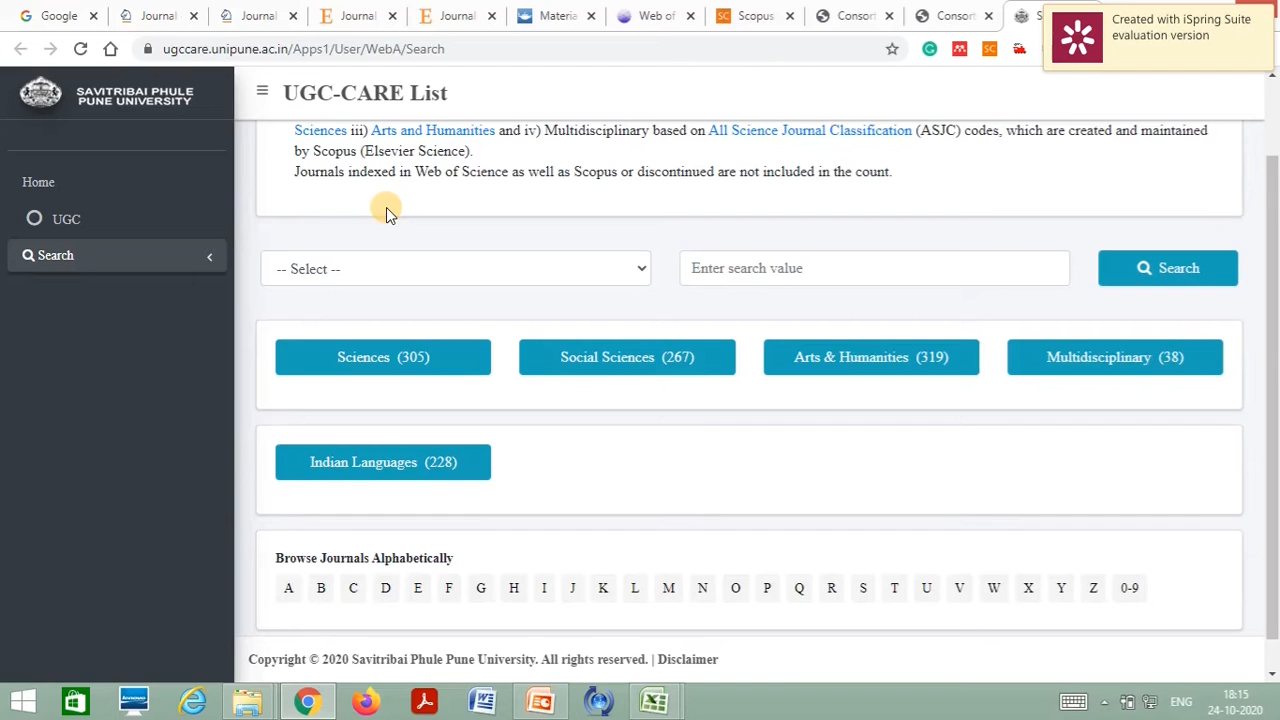 Google
Journal
Journal
Journal
Journal
Materia
Web of
Scopus
Consort
Consort
S
Created with iSpring Suite
evaluation version
ugccare.unipune.ac.in/Apps1/User/WebA/Search
SAVITRIBAI PHULE
PUNE UNIVERSITY
UGC-CARE List
Sciences iii) Arts and Humanities and iv) Multidisciplinary based on All Science Journal Classification (ASJC) codes, which are created and maintained
by Scopus (Elsevier Science).
Journals indexed in Web of Science as well as Scopus or discontinued are not included in the count.
Home
UGC
Search
-- Select --
Enter search value
Search
Sciences (305)
Social Sciences (267)
Arts & Humanities (319)
Multidisciplinary (38)
Indian Languages (228)
Browse Journals Alphabetically
A B C D E F G H I J K L M N O P Q R S T U V W X Y Z 0-9
Copyright © 2020 Savitribai Phule Pune University. All rights reserved. | Disclaimer
ENG
18:15
24-10-2020